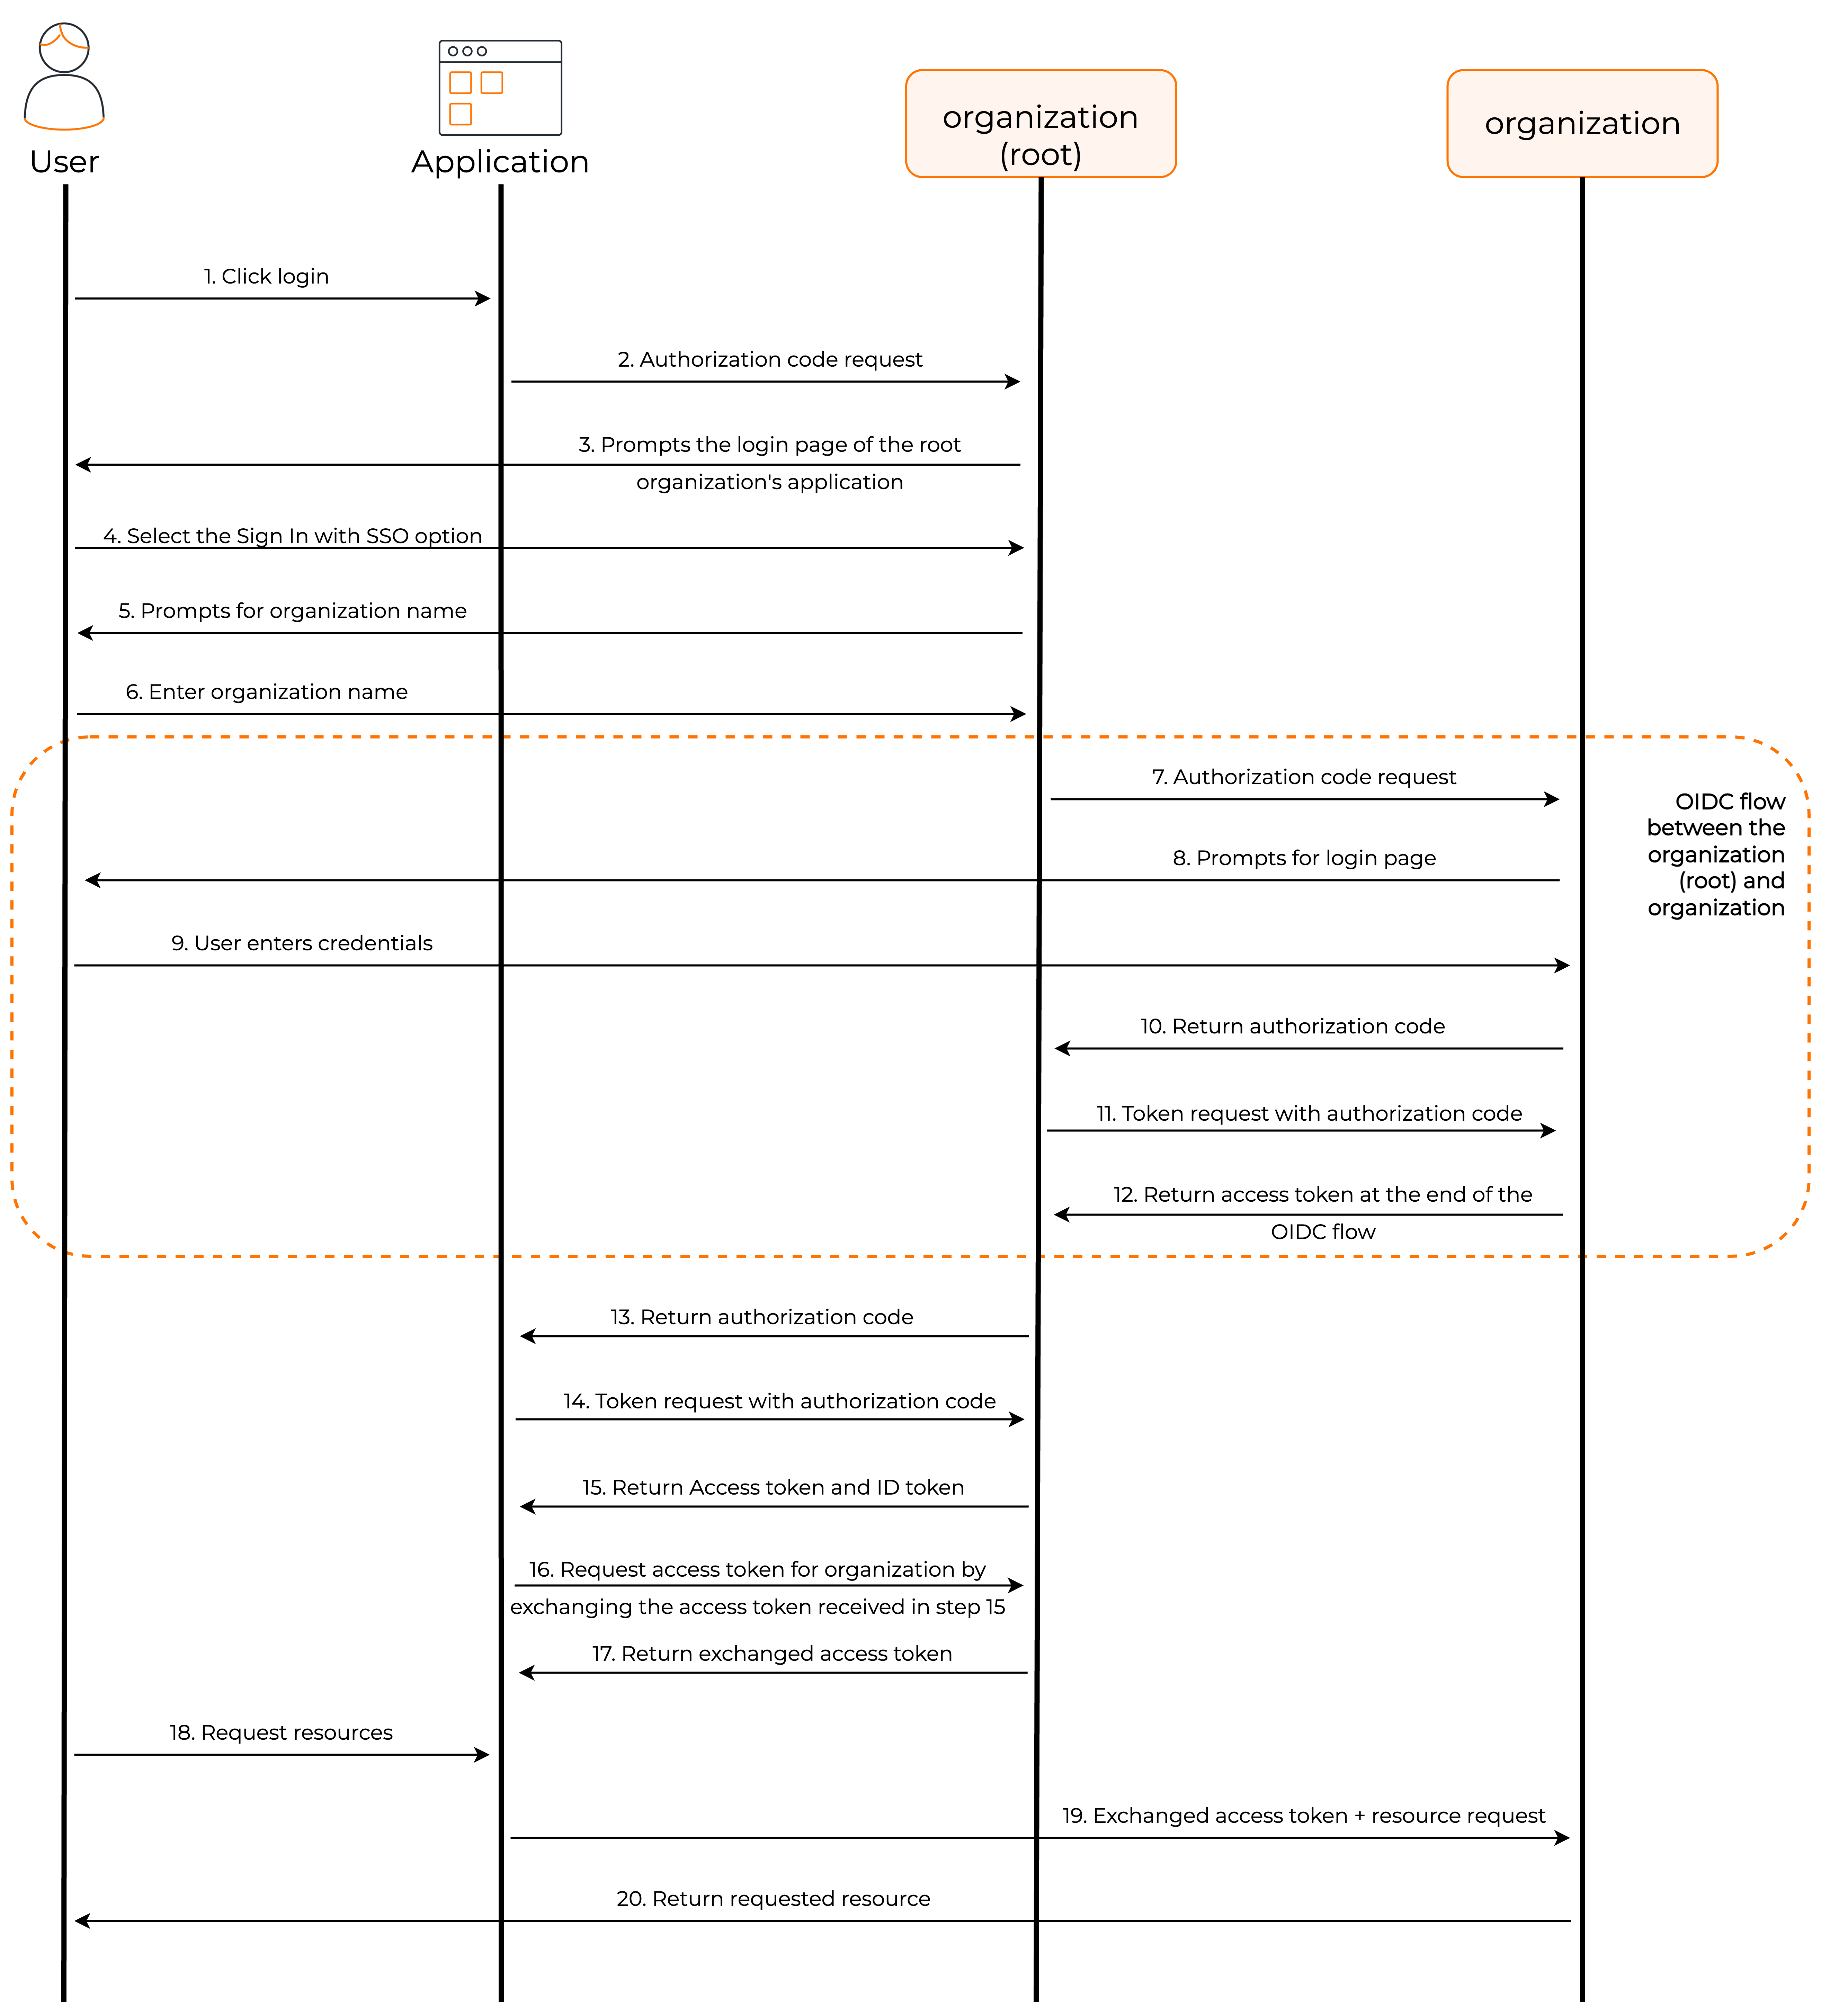 User
Application
organization
(root)
organization
1. Click login
2. Authorization code request
3. Prompts the login page of the root
organization's application
4. Select the Sign In with SSO option
5. Prompts for organization name
6. Enter organization name
7. Authorization code request
OIDC flow
between the
organization
(root) and
organization
8. Prompts for login page
9. User enters credentials
10. Return authorization code
11. Token request with authorization code
12. Return access token at the end of the
OIDC flow
13. Return authorization code
14. Token request with authorization code
15. Return Access token and ID token
16. Request access token for organization by
exchanging the access token received in step 15
17. Return exchanged access token
18. Request resources
19. Exchanged access token + resource request
20. Return requested resource